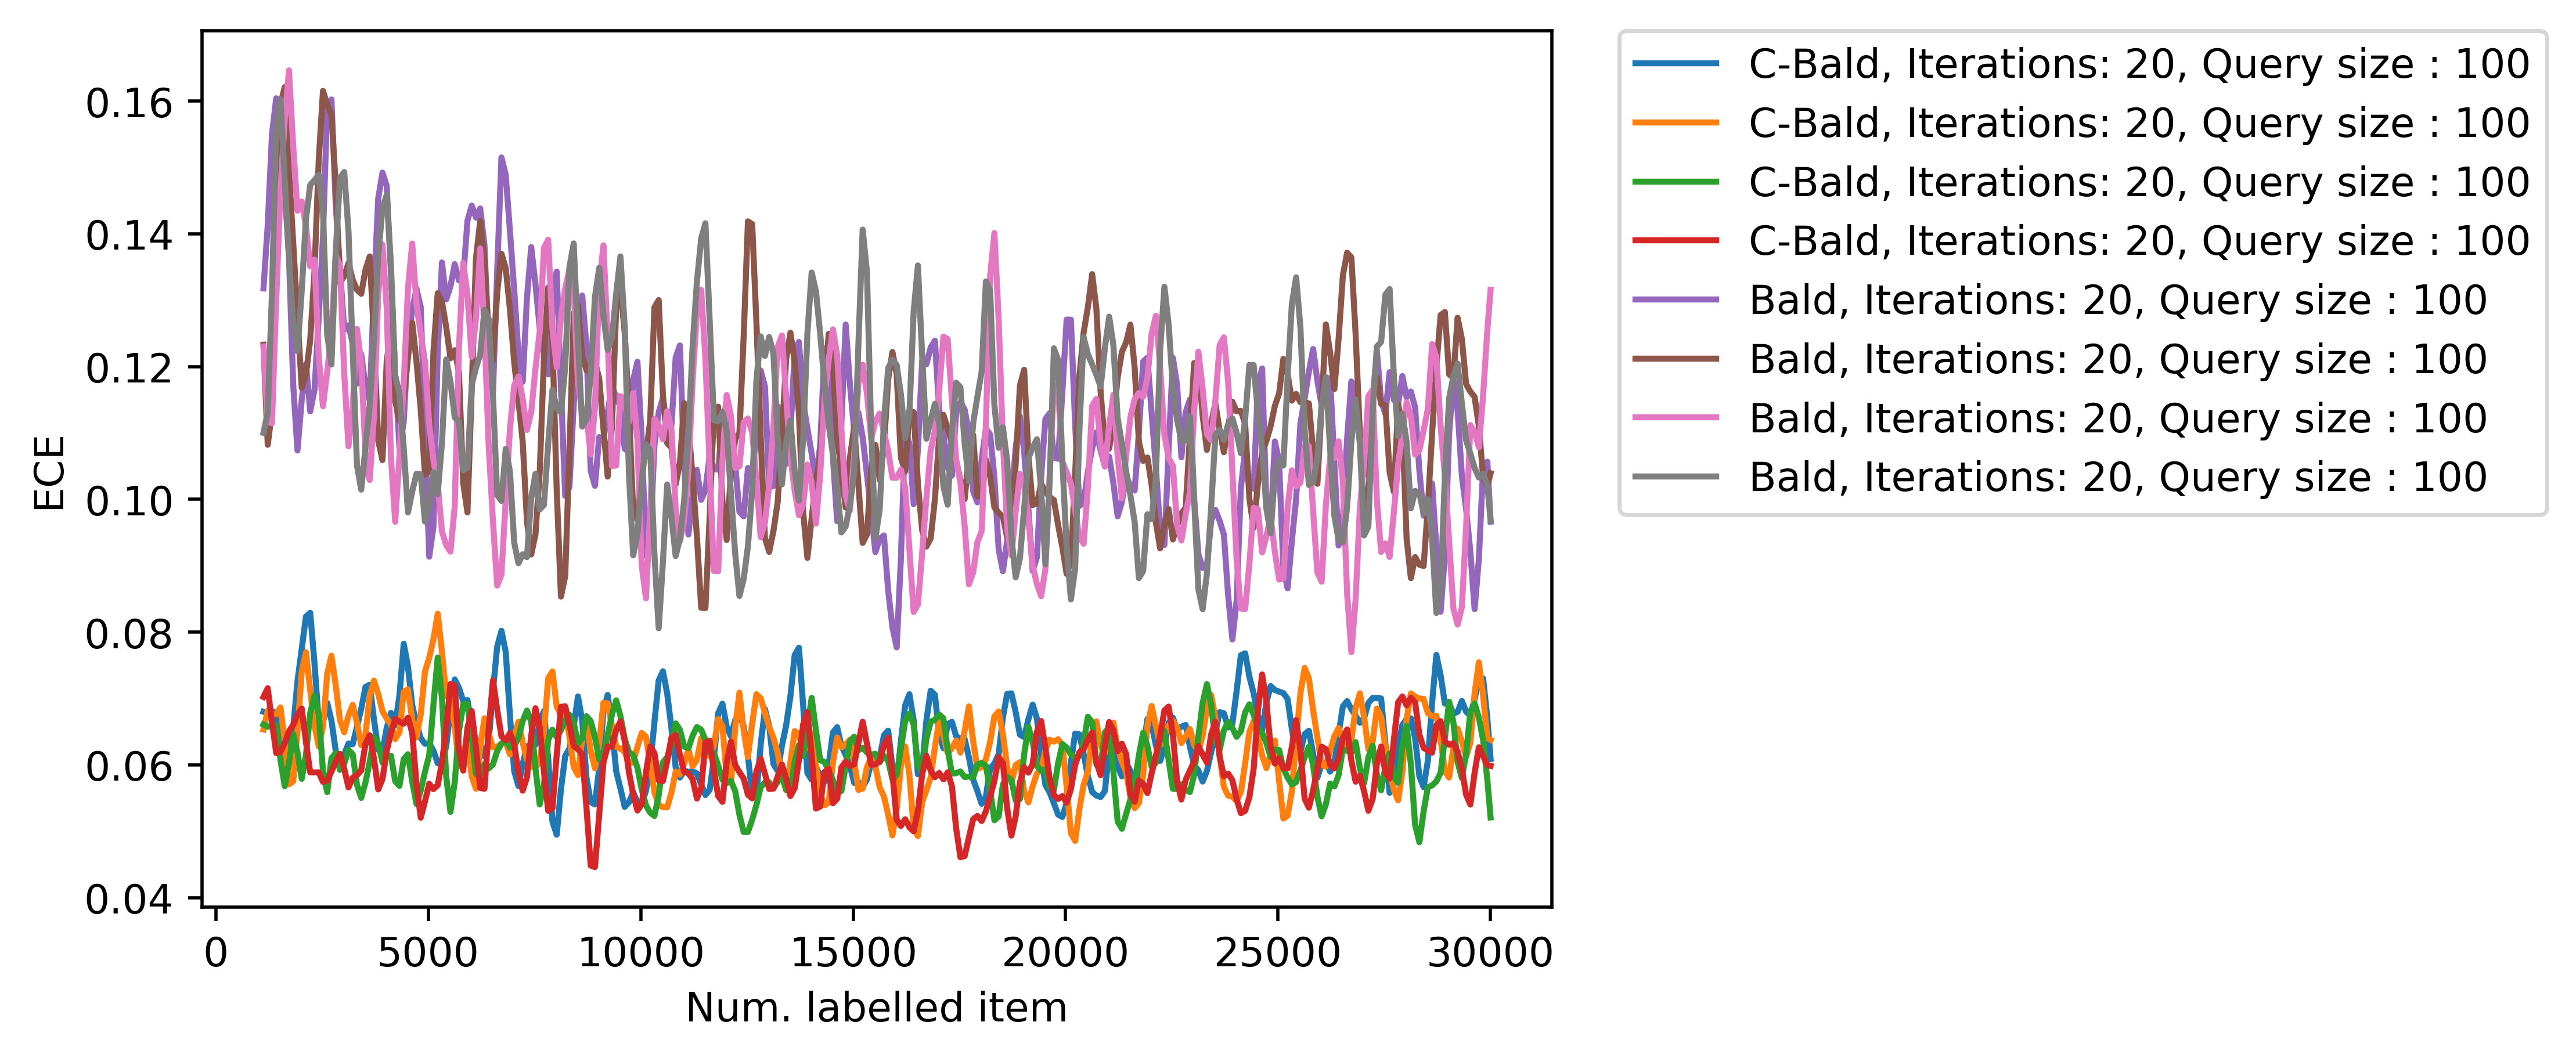 0.16
0.14
0.12
0.10
0.08
0.06
0.04
ECE
0
5000
10000
15000
20000
25000
30000
Num. labelled item
C-Bald, Iterations: 20, Query size : 100
C-Bald, Iterations: 20, Query size : 100
C-Bald, Iterations: 20, Query size : 100
C-Bald, Iterations: 20, Query size : 100
Bald, Iterations: 20, Query size : 100
Bald, Iterations: 20, Query size : 100
Bald, Iterations: 20, Query size : 100
Bald, Iterations: 20, Query size : 100